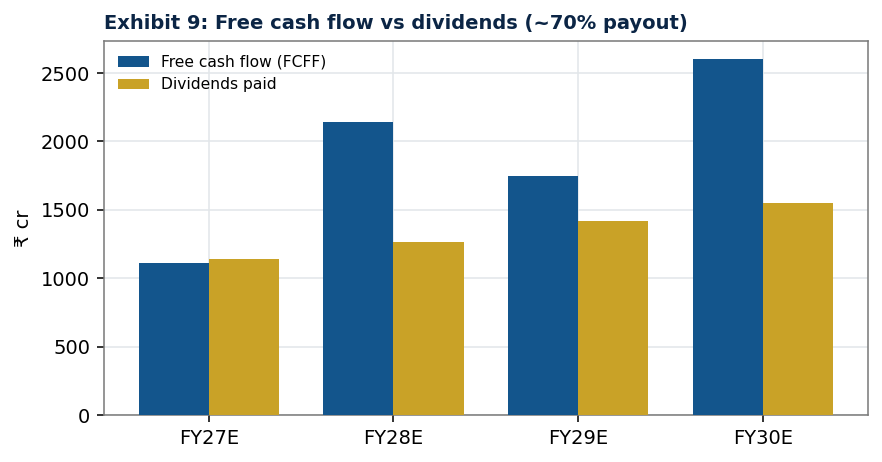 Exhibit 9: Free cash flow vs dividends (~70% payout)
Free cash flow (FCFF)
Dividends paid
₹ cr
2500
2000
1500
1000
500
0
FY27E FY28E FY29E FY30E